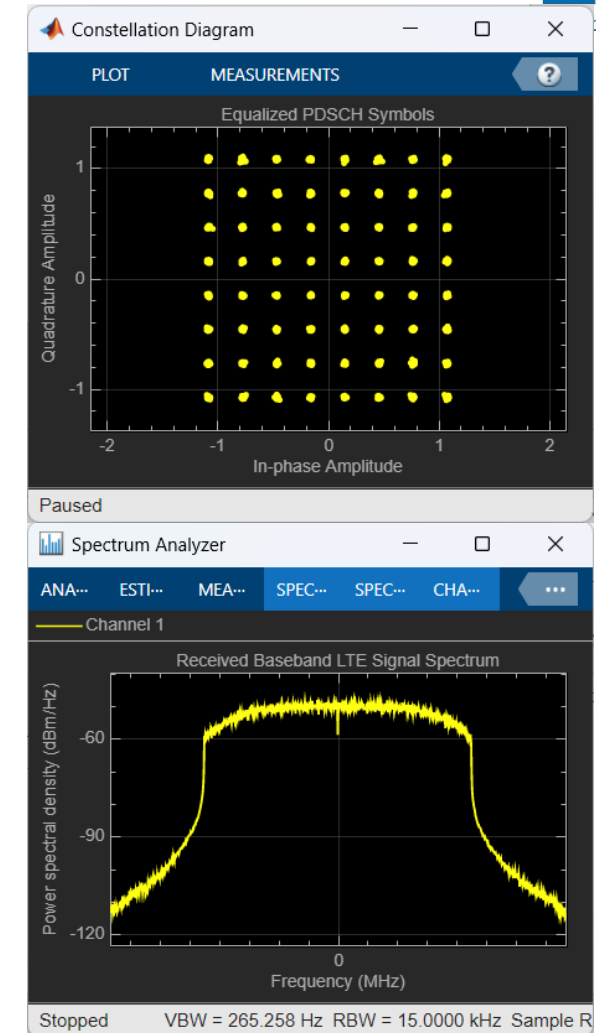 Constellation Diagram
PLOT MEASUREMENTS ?
Equalized PDSCH Symbols
Quadrature Amplitude
1
0
-1
-2 -1 0 1 2
In-phase Amplitude
Paused
Spectrum Analyzer
ANA··· ESTI··· MEA··· SPEC··· SPEC··· CHA··· ···
Channel 1
Received Baseband LTE Signal Spectrum
Power spectral density (dBm/Hz)
-60
-90
-120
0
Frequency (MHz)
Stopped VBW = 265.258 Hz RBW = 15.0000 kHz Sample R